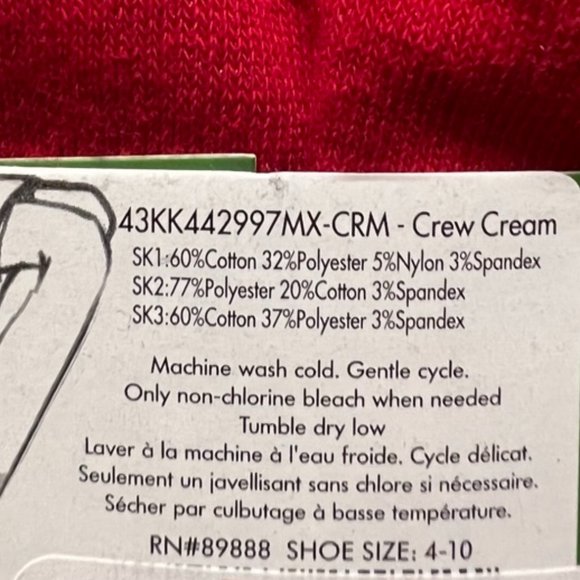 43KK442997MX-CRM - Crew Cream
SK1:60%Cotton 32%Polyester 5%Nylon 3%Spandex
SK2:77%Polyester 20%Cotton 3%Spandex
SK3:60%Cotton 37%Polyester 3%Spandex
Machine wash cold. Gentle cycle.
Only non-chlorine bleach when needed
Tumble dry low
Laver à la machine à l'eau froide. Cycle délicat.
Seulement un javellisant sans chlore si nécessaire.
Sécher par culbutage à basse température.
RN#89888 SHOE SIZE: 4-10